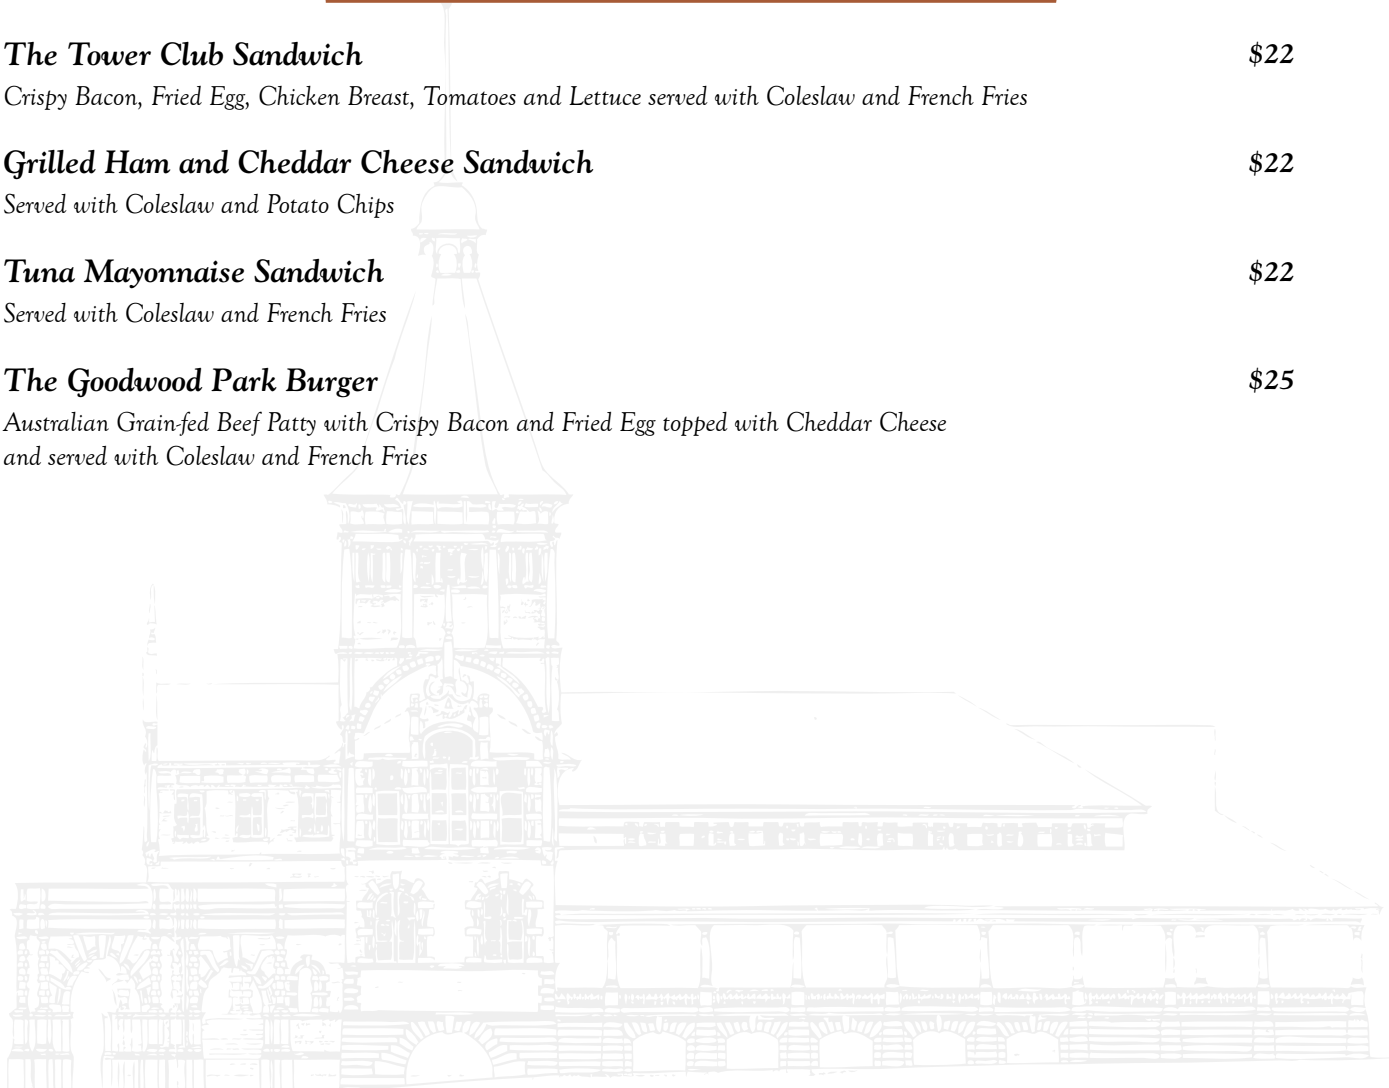 The Tower Club Sandwich $22
Crispy Bacon, Fried Egg, Chicken Breast, Tomatoes and Lettuce served with Coleslaw and French Fries
Grilled Ham and Cheddar Cheese Sandwich $22
Served with Coleslaw and Potato Chips
Tuna Mayonnaise Sandwich $22
Served with Coleslaw and French Fries
The Goodwood Park Burger $25
Australian Grain-fed Beef Patty with Crispy Bacon and Fried Egg topped with Cheddar Cheese
and served with Coleslaw and French Fries